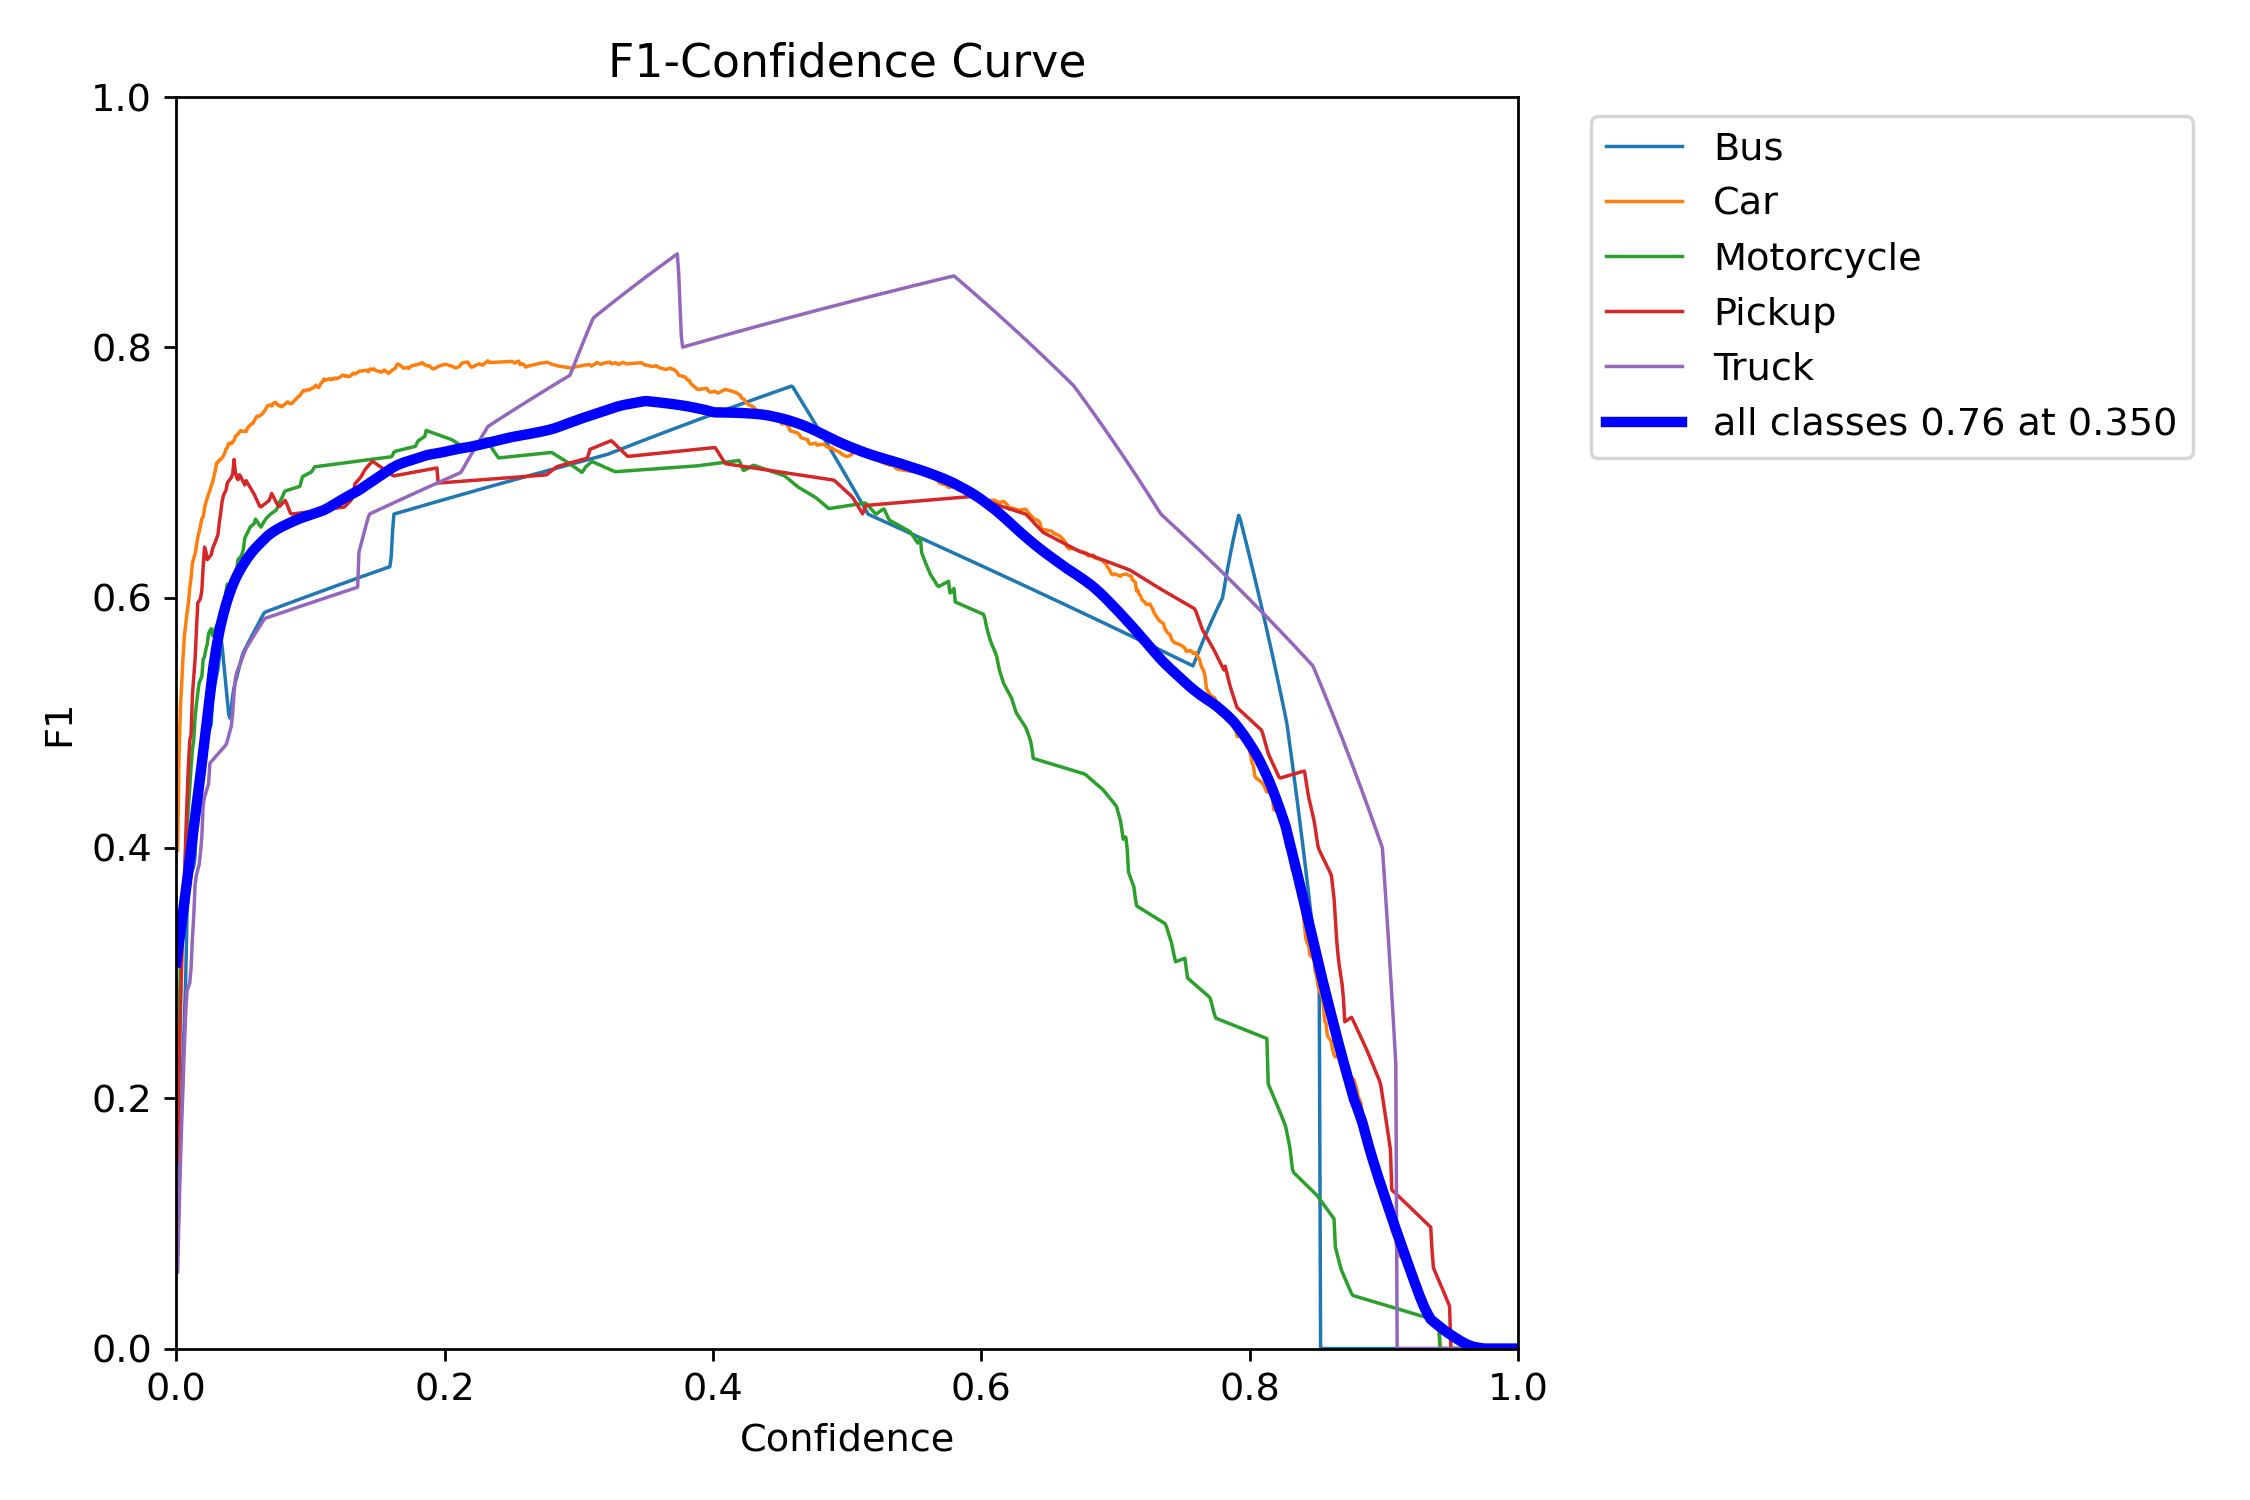 F1-Confidence Curve
1.0
0.8
0.6
0.4
0.2
0.0
F1
0.0 0.2 0.4 0.6 0.8 1.0
Confidence
Bus
Car
Motorcycle
Pickup
Truck
all classes 0.76 at 0.350